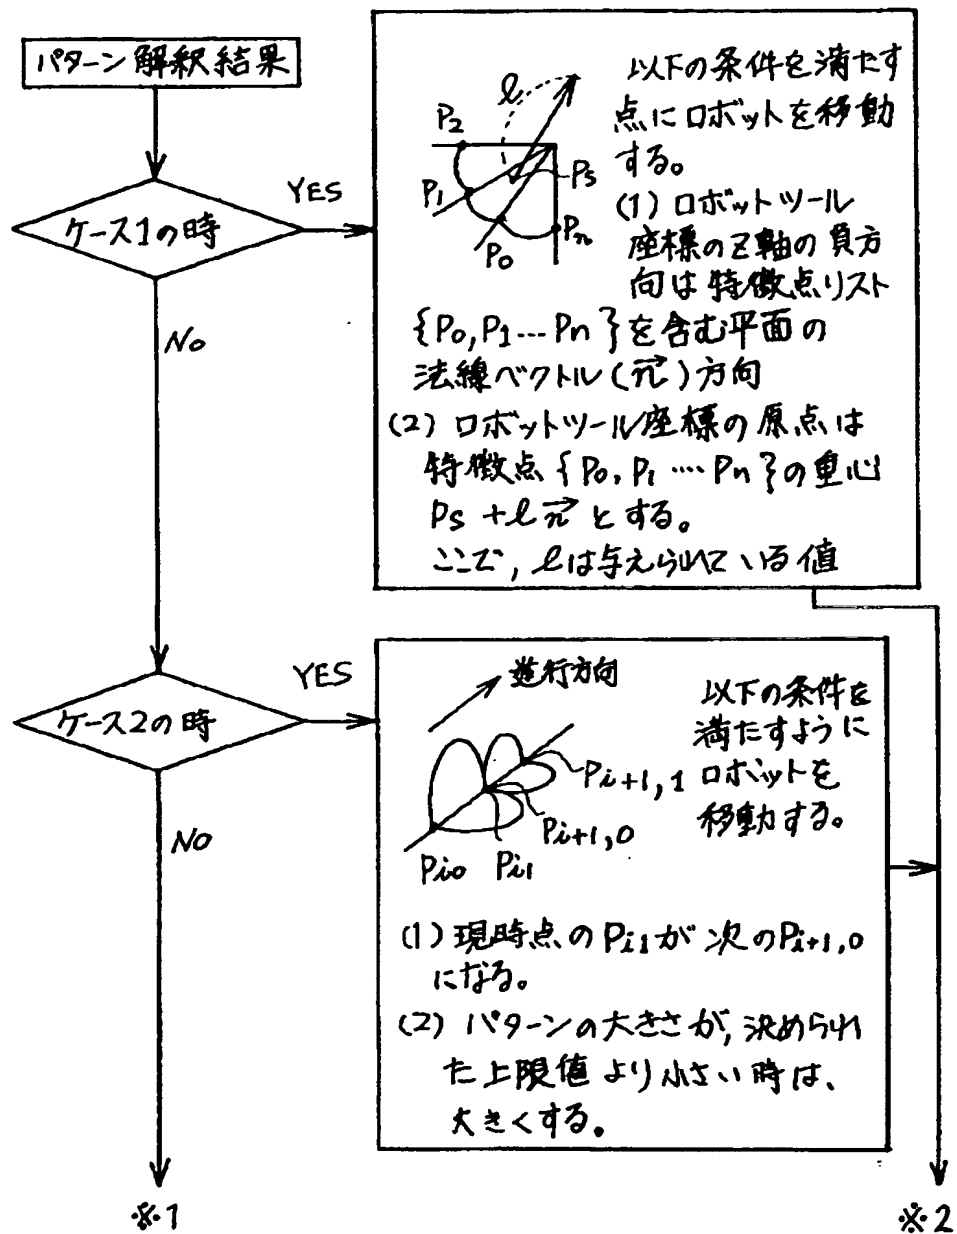 パターン解釈結果
ケース1の時
YES
NO
ℓ
P2
P1
P0
Ps
Pn
以下の条件を満たす
点にロボットを移動
する。
(1) ロボットツール
座標のZ軸の負方
向は特徴点リスト
{P0,P1…Pn}を含む平面の
法線ベクトル(n→)方向
(2) ロボットツール座標の原点は
特徴点{P0, P1 …… Pn}の重心
Ps + ℓn→とする。
ここで, ℓは与えられている値
ケース2の時
YES
NO
進行方向
Pi+1,1
Pi+1,0
Pi0 Pi1
以下の条件を
満たすように
ロボットを
移動する。
(1) 現時点のPi1が次のPi+1,0
になる。
(2) パターンの大きさが, 決められ
た上限値より小さい時は、
大きくする。
※1
※2